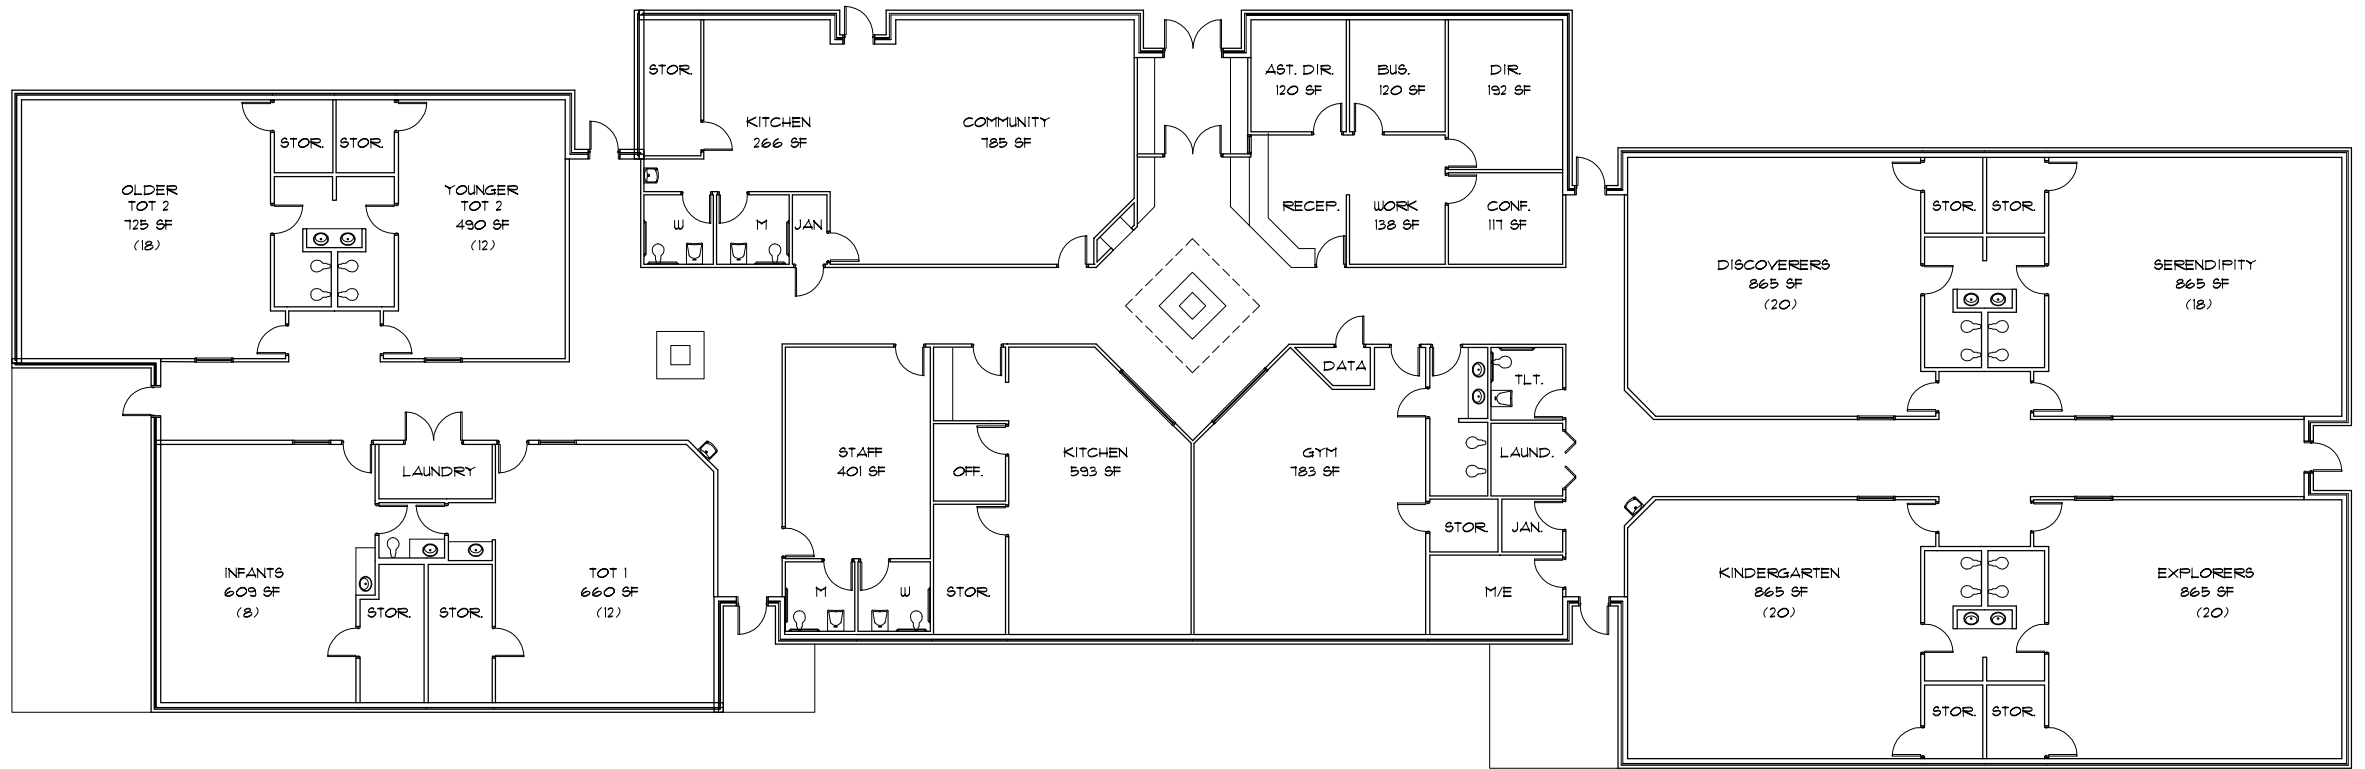 STOR.
KITCHEN
266 SF
COMMUNITY
785 SF
AST. DIR.
120 SF
BUS.
120 SF
DIR.
192 SF
STOR.
STOR.
OLDER
TOT 2
725 SF
(18)
YOUNGER
TOT 2
490 SF
(12)
W
M
JAN
RECEP.
WORK
138 SF
CONF.
117 SF
STOR.
STOR.
DISCOVERERS
865 SF
(20)
SERENDIPITY
865 SF
(18)
DATA
TLT.
LAUNDRY
STAFF
401 SF
OFF.
KITCHEN
593 SF
GYM
783 SF
LAUND.
STOR.
JAN.
INFANTS
609 SF
(8)
STOR.
STOR.
TOT 1
660 SF
(12)
M
W
STOR.
M/E
KINDERGARTEN
865 SF
(20)
EXPLORERS
865 SF
(20)
STOR.
STOR.